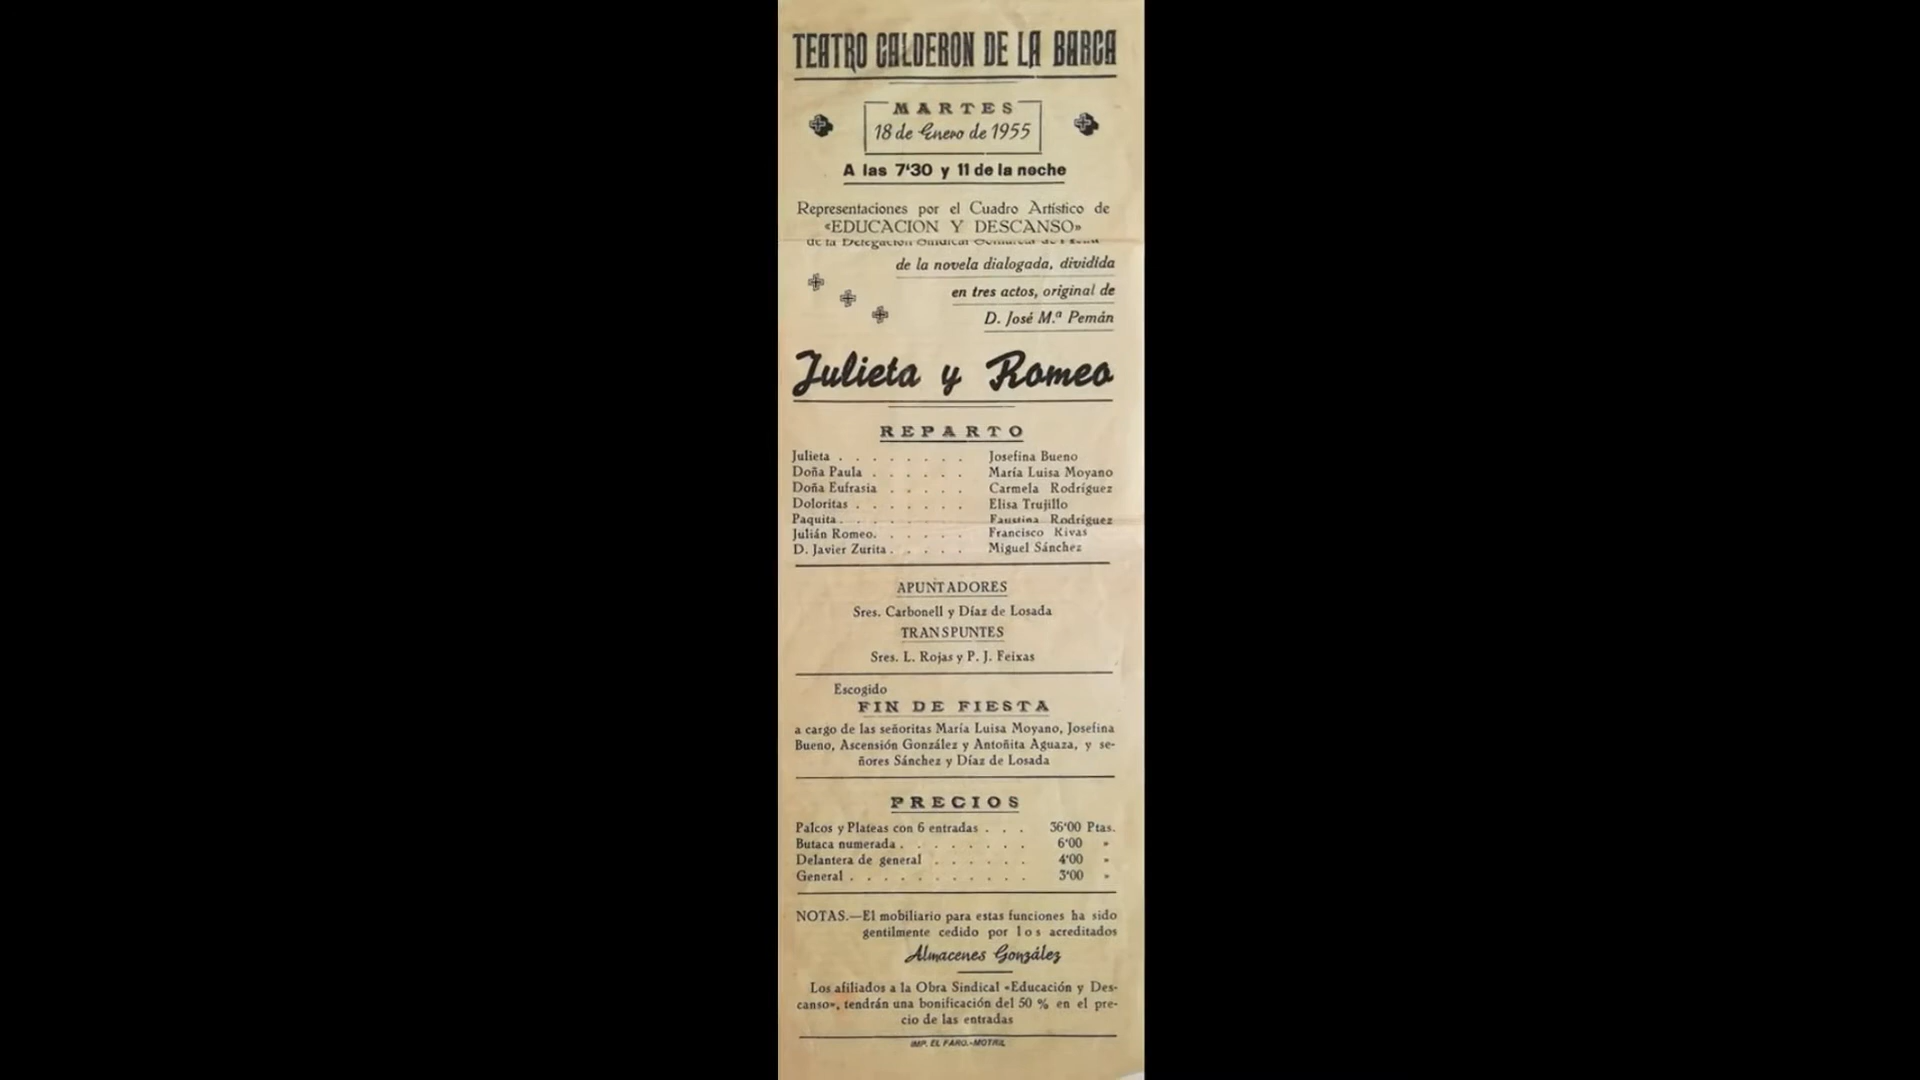 TEATRO CALDERON DE LA BARCA
MARTES
18 de Enero de 1955
A las 7'30 y 11 de la noche
Representaciones por el Cuadro Artístico de
«EDUCACION Y DESCANSO»
de la Delegación Sindical
de la novela dialogada, dividida
en tres actos, original de
D. José M.ª Pemán
Julieta y Romeo
REPARTO
Julieta . . . . . . . . Josefina Bueno
Doña Paula . . . . . . María Luisa Moyano
Doña Eufrasia . . . . . Carmela Rodríguez
Doloritas . . . . . . . Elisa Trujillo
Paquita . . . . . . . . Faustina Rodríguez
Julián Romeo. . . . . . Francisco Rivas
D. Javier Zurita . . . . . Miguel Sánchez
APUNTADORES
Sres. Carbonell y Díaz de Losada
TRANSPUNTES
Sres. L. Rojas y P. J. Feixas
Escogido
FIN DE FIESTA
a cargo de las señoritas María Luisa Moyano, Josefina
Bueno, Ascensión González y Antoñita Aguaza, y se-
ñores Sánchez y Díaz de Losada
PRECIOS
Palcos y Plateas con 6 entradas . . . 36'00 Ptas.
Butaca numerada . . . . . . . . 6'00 »
Delantera de general . . . . . . 4'00 »
General . . . . . . . . . . . 3'00 »
NOTAS.—El mobiliario para estas funciones ha sido
gentilmente cedido por los acreditados
Almacenes González
Los afiliados a la Obra Sindical «Educación y Des-
canso», tendrán una bonificación del 50 % en el pre-
cio de las entradas
IMP. EL FARO.-MOTRIL